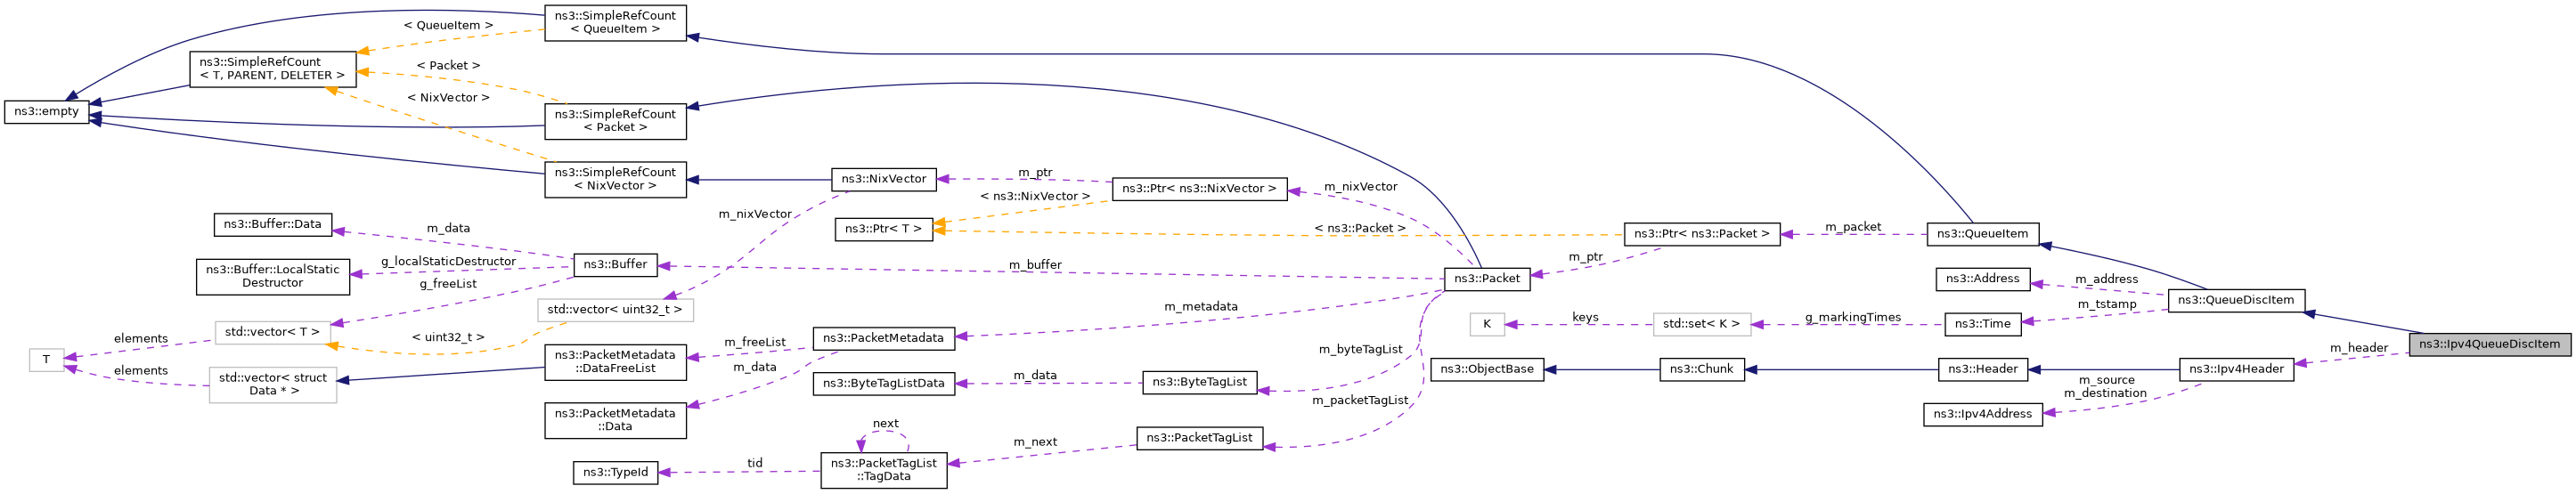 ns3::SimpleRefCount
< QueueItem >
< QueueItem >
ns3::SimpleRefCount
< T, PARENT, DELETER >
< Packet >
< NixVector >
ns3::empty
ns3::SimpleRefCount
< Packet >
ns3::SimpleRefCount
< NixVector >
ns3::NixVector
m_ptr
ns3::Ptr< ns3::NixVector >
m_nixVector
< ns3::NixVector >
m_nixVector
ns3::Buffer::Data
m_data
ns3::Ptr< T >
< ns3::Packet >
ns3::Ptr< ns3::Packet >
m_packet
ns3::QueueItem
m_ptr
ns3::Buffer::LocalStatic
Destructor
g_localStaticDestructor
ns3::Buffer
m_buffer
ns3::Packet
g_freeList
ns3::Address
m_address
ns3::QueueDiscItem
m_tstamp
std::vector< uint32_t >
m_metadata
K
keys
std::set< K >
g_markingTimes
ns3::Time
std::vector< T >
elements
< uint32_t >
T
elements
ns3::PacketMetadata
m_freeList
m_data
ns3::PacketMetadata
::DataFreeList
m_byteTagList
ns3::Ipv4QueueDiscItem
m_header
std::vector< struct
Data * >
ns3::ByteTagListData
m_data
ns3::ByteTagList
ns3::ObjectBase
ns3::Chunk
ns3::Header
ns3::Ipv4Header
m_source
m_destination
m_packetTagList
ns3::PacketMetadata
::Data
ns3::Ipv4Address
next
m_next
ns3::PacketTagList
ns3::TypeId
tid
ns3::PacketTagList
::TagData